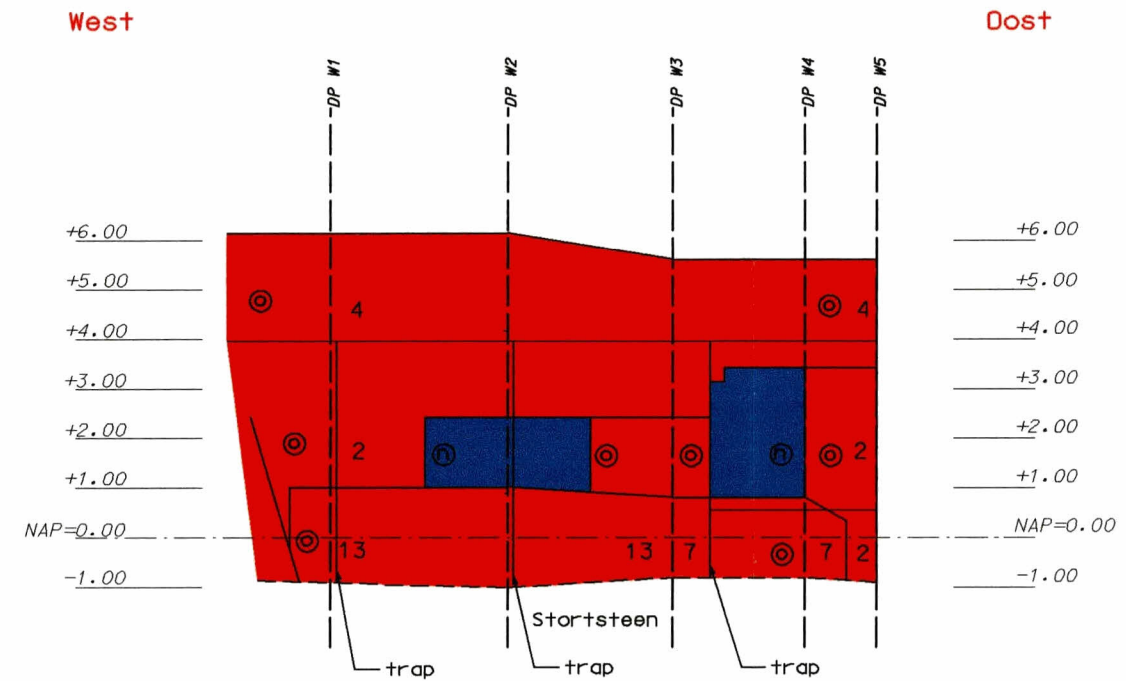 West
Oost
DP W1
DP W2
DP W3
DP W4
DP W5
+6.00
+6.00
+5.00
+5.00
+4.00
+4.00
+3.00
+3.00
+2.00
+2.00
+1.00
+1.00
NAP=0.00
NAP=0.00
-1.00
-1.00
4
4
2
n
n
2
13
13
7
7
2
Stortsteen
trap
trap
trap